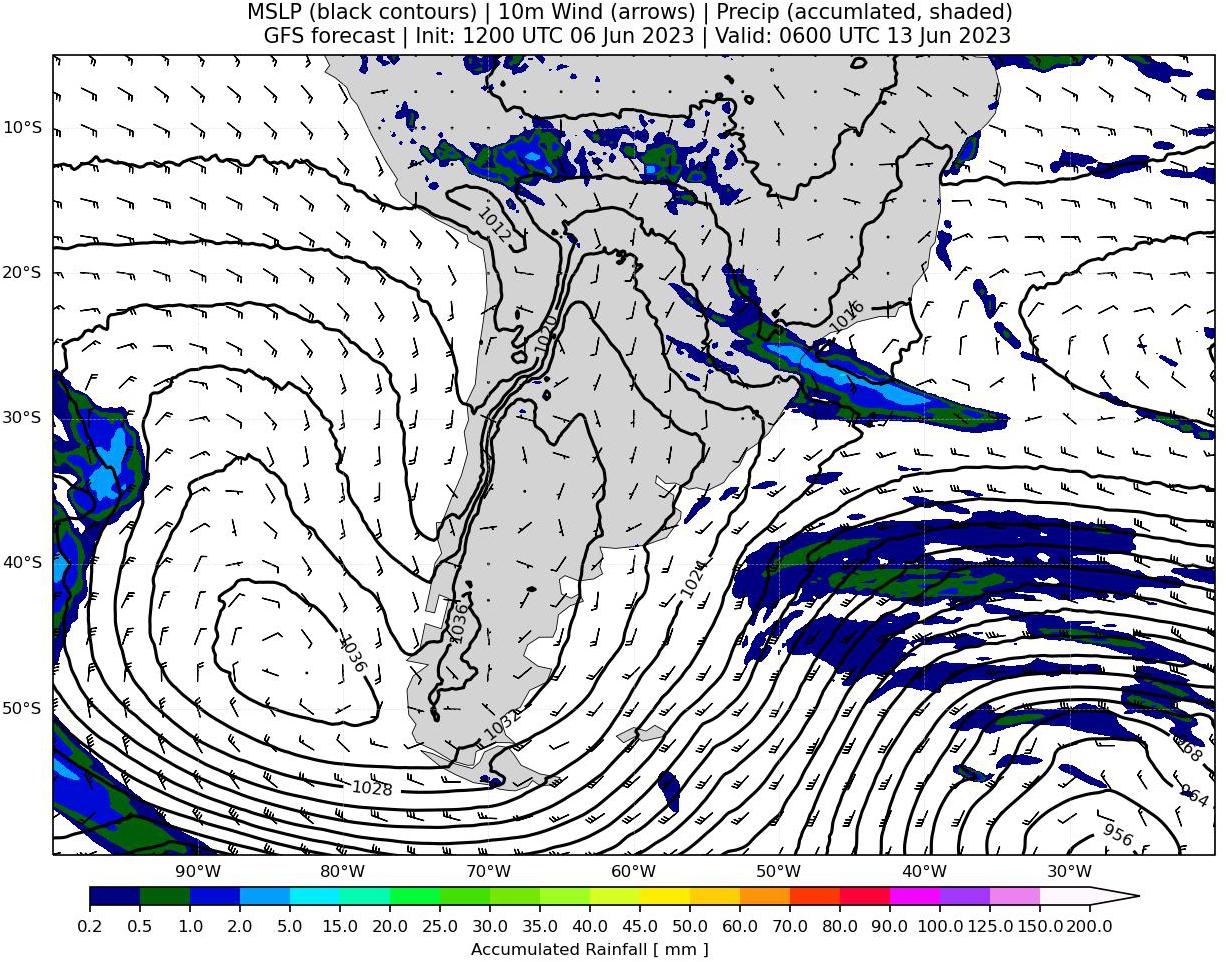 MSLP (black contours) | 10m Wind (arrows) | Precip (accumlated, shaded)
GFS forecast | Init: 1200 UTC 06 Jun 2023 | Valid: 0600 UTC 13 Jun 2023
10°S
1012
20°S
1016
1020
30°S
40°S
1024
1036
1036
50°S
1032
968
1028
964
956
90°W 80°W 70°W 60°W 50°W 40°W 30°W
0.2 0.5 1.0 2.0 5.0 10.0 15.0 20.0 25.0 30.0 35.0 40.0 45.0 50.0 60.0 70.0 80.0 90.0 100.0 125.0 150.0 200.0
Accumulated Rainfall [ mm ]